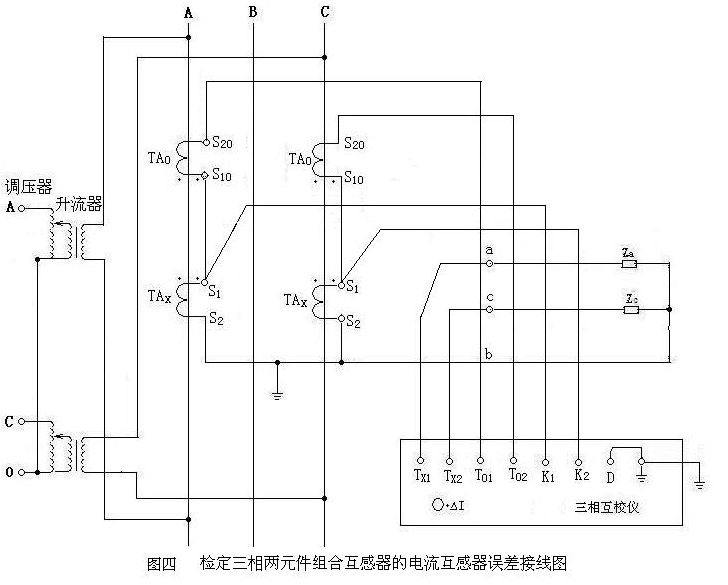 A B C
S20 S20
TA0 TA0
S10 S10
调压器
升流器
A
a Za
S1 S1
TAX TAX
c Zc
S2 S2
b
C
0
TX1 TX2 T01 T02 K1 K2 D
·ΔI 三相互校仪
图四 检定三相两元件组合互感器的电流互感器误差接线图